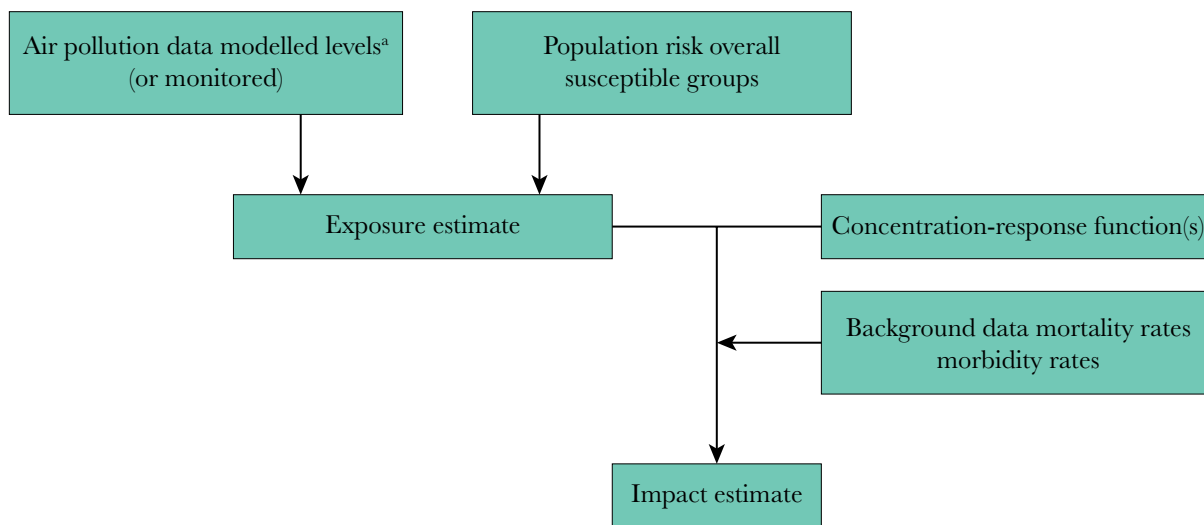 Air pollution data modelled levelsᵃ
(or monitored)
Population risk overall
susceptible groups
Exposure estimate
Concentration-response function(s)
Background data mortality rates
morbidity rates
Impact estimate